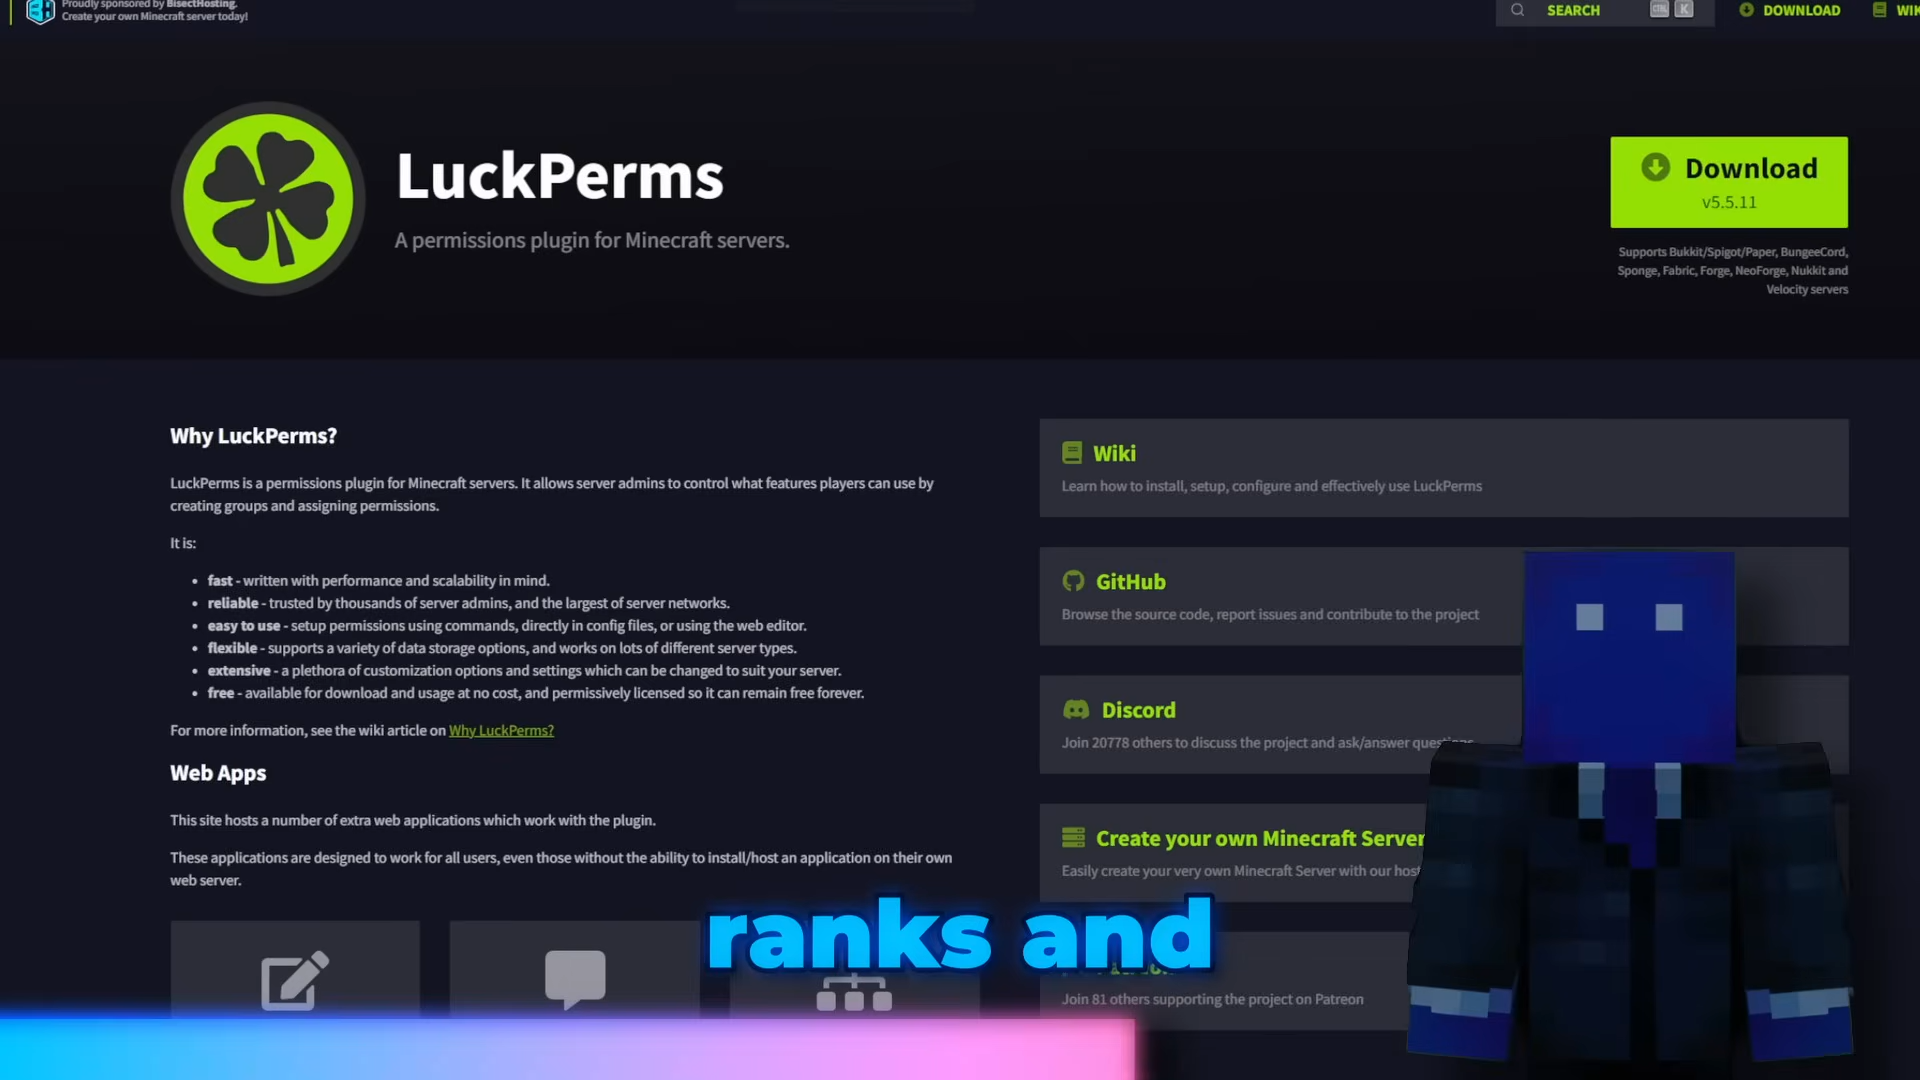 Proudly sponsored by BisectHosting.
Create your own Minecraft server today!
SEARCH
CTRL K
DOWNLOAD
LuckPerms
A permissions plugin for Minecraft servers.
Download
v5.5.11
Supports Bukkit/Spigot/Paper, BungeeCord,
Sponge, Fabric, Forge, NeoForge, Nukkit and
Velocity servers
Why LuckPerms?
LuckPerms is a permissions plugin for Minecraft servers. It allows server admins to control what features players can use by
creating groups and assigning permissions.
It is:
• fast - written with performance and scalability in mind.
• reliable - trusted by thousands of server admins, and the largest of server networks.
• easy to use - setup permissions using commands, directly in config files, or using the web editor.
• flexible - supports a variety of data storage options, and works on lots of different server types.
• extensive - a plethora of customization options and settings which can be changed to suit your server.
• free - available for download and usage at no cost, and permissively licensed so it can remain free forever.
For more information, see the wiki article on Why LuckPerms?
Web Apps
This site hosts a number of extra web applications which work with the plugin.
These applications are designed to work for all users, even those without the ability to install/host an application on their own
web server.
Wiki
Learn how to install, setup, configure and effectively use LuckPerms
GitHub
Browse the source code, report issues and contribute to the project
Discord
Join 20778 others to discuss the project and ask/answer questions
Create your own Minecraft Server
Easily create your very own Minecraft Server with our host
Join 81 others supporting the project on Patreon
ranks and